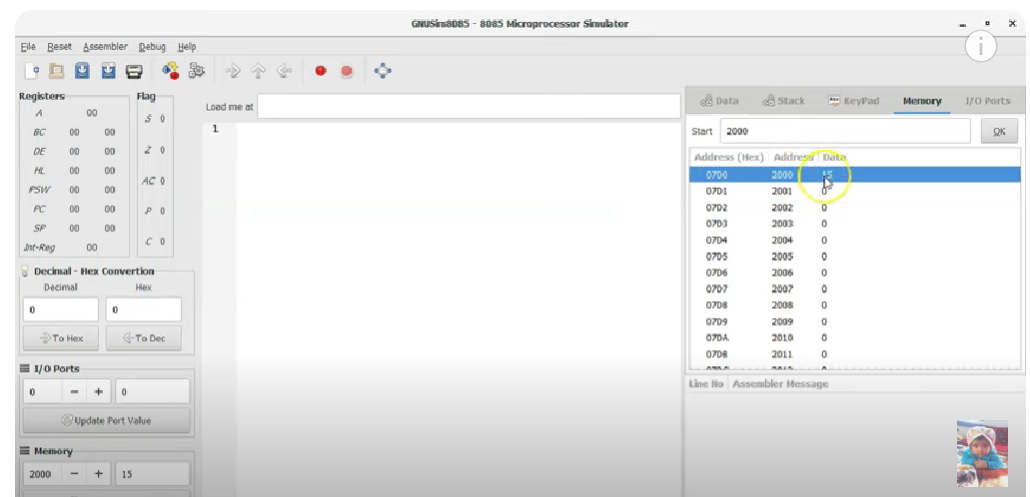 GNUSim8085 - 8085 Microprocessor Simulator
File Reset Assembler Debug Help
Registers
A 00
BC 00 00
DE 00 00
HL 00 00
PSW 00 00
PC 00 00
SP 00 00
Int-Reg 00
Flag
S 0
Z 0
AC 0
P 0
C 0
Decimal - Hex Convertion
Decimal Hex
0 0
To Hex To Dec
I/O Ports
0 - + 0
Update Port Value
Memory
2000 - + 15
Load me at
1
Data Stack KeyPad Memory I/O Ports
Start 2000 OK
Address (Hex) Address Data
07D0 2000 15
07D1 2001 0
07D2 2002 0
07D3 2003 0
07D4 2004 0
07D5 2005 0
07D6 2006 0
07D7 2007 0
07D8 2008 0
07D9 2009 0
07DA 2010 0
07DB 2011 0
Line No Assembler Message